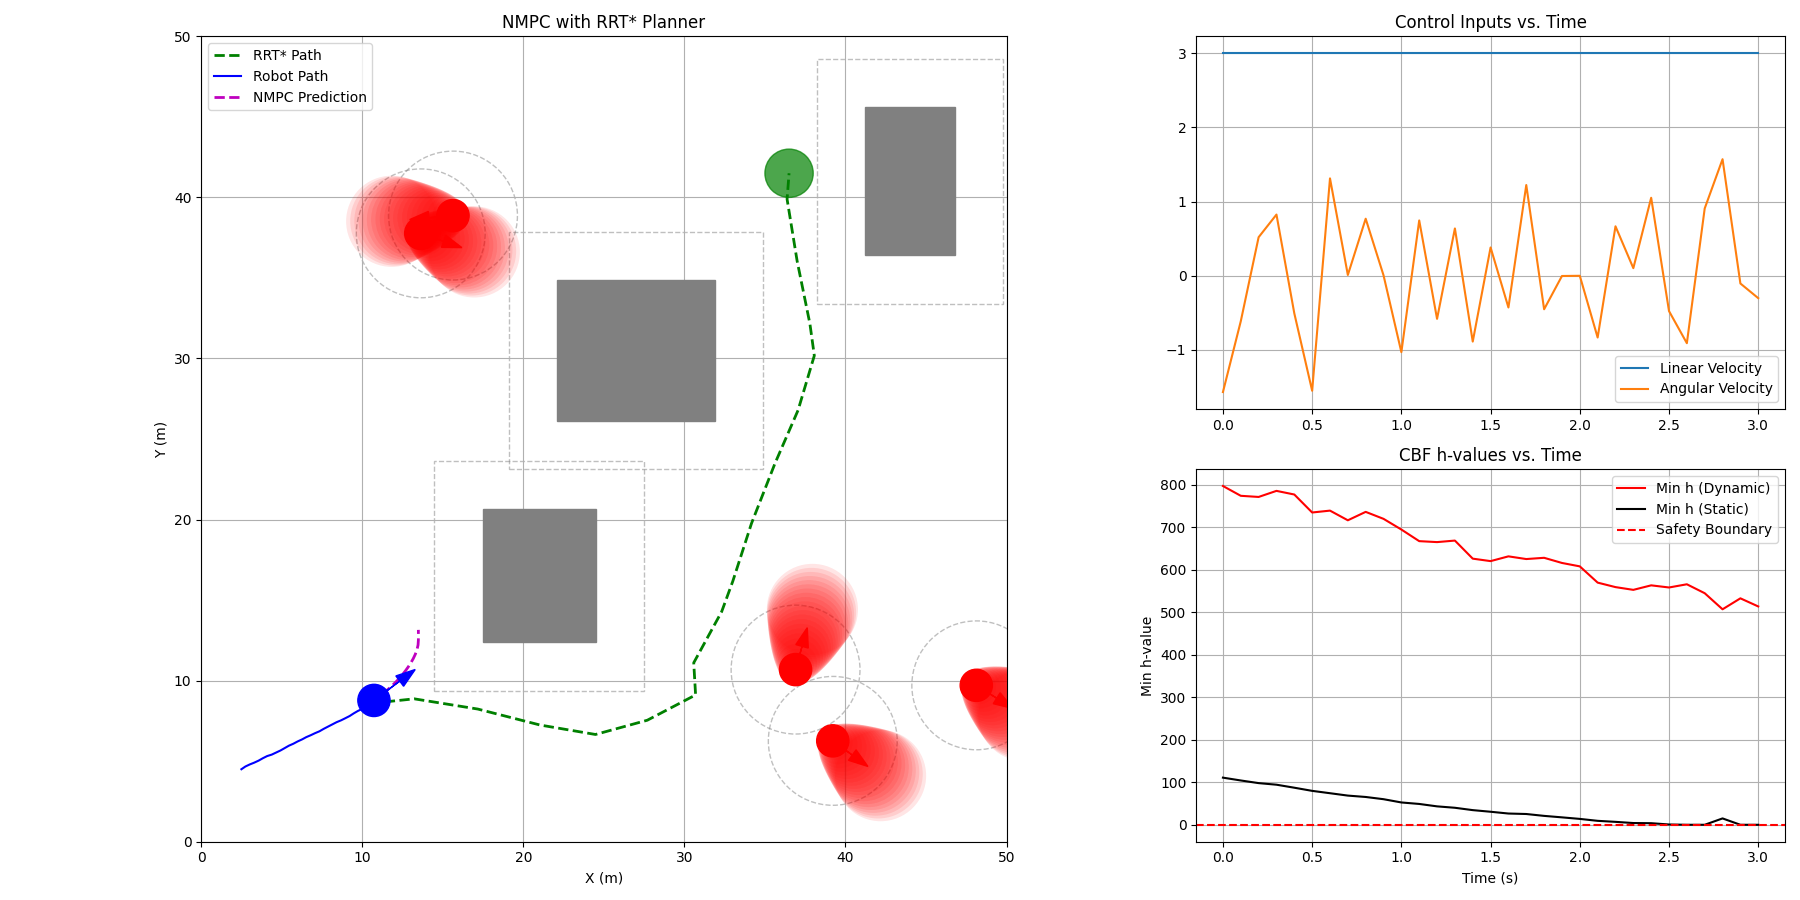 NMPC with RRT* Planner
RRT* Path
Robot Path
NMPC Prediction
50
40
30
20
10
0
Y (m)
0
10
20
30
40
50
X (m)
Control Inputs vs. Time
3
2
1
0
−1
Linear Velocity
Angular Velocity
0.0
0.5
1.0
1.5
2.0
2.5
3.0
CBF h-values vs. Time
Min h (Dynamic)
Min h (Static)
Safety Boundary
800
700
600
500
400
300
200
100
0
Min h-value
0.0
0.5
1.0
1.5
2.0
2.5
3.0
Time (s)